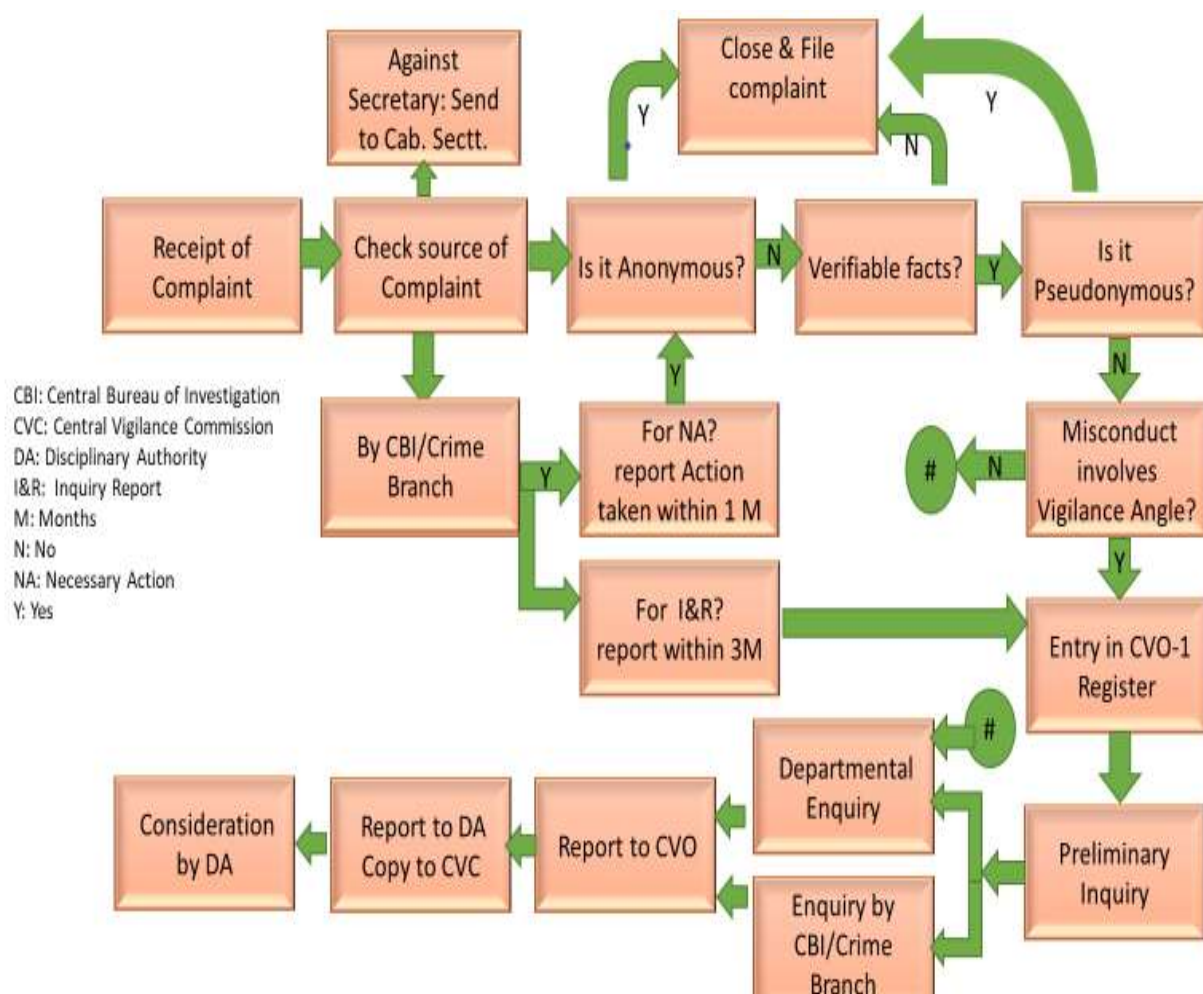 Against
Secretary: Send
to Cab. Sectt.
Close & File
complaint
Y
N
Y
Receipt of
Complaint
Check source of
Complaint
Is it Anonymous?
N
Verifiable facts?
Y
Is it
Pseudonymous?
N
Y
CBI: Central Bureau of Investigation
CVC: Central Vigilance Commission
DA: Disciplinary Authority
I&R: Inquiry Report
M: Months
N: No
NA: Necessary Action
Y: Yes
By CBI/Crime
Branch
Y
For NA?
report Action
taken within 1 M
#
N
Misconduct
involves
Vigilance Angle?
Y
For I&R?
report within 3M
Entry in CVO-1
Register
#
Departmental
Enquiry
Consideration
by DA
Report to DA
Copy to CVC
Report to CVO
Preliminary
Inquiry
Enquiry by
CBI/Crime
Branch